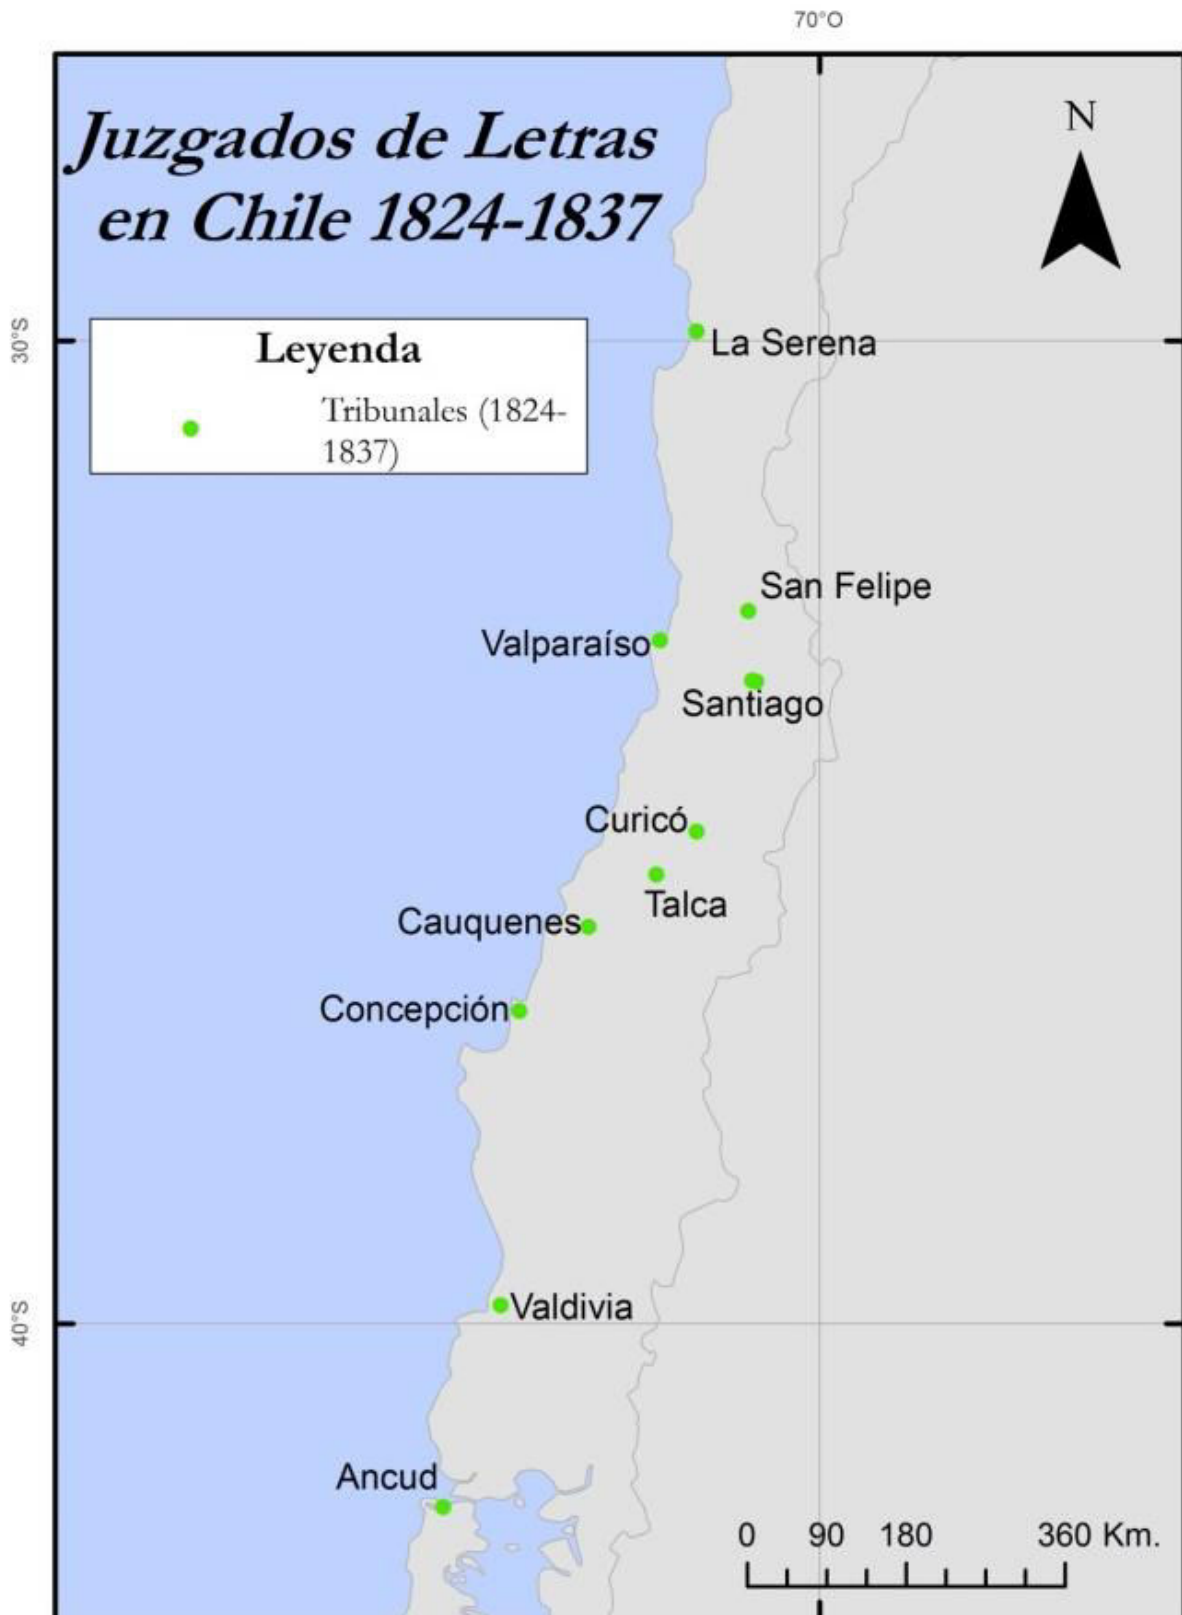 70°O
Juzgados de Letras
en Chile 1824-1837
N
30°S
Leyenda
Tribunales (1824-
1837)
La Serena
San Felipe
Valparaíso
Santiago
Curicó
Talca
Cauquenes
Concepción
40°S
Valdivia
Ancud
0 90 180 360 Km.